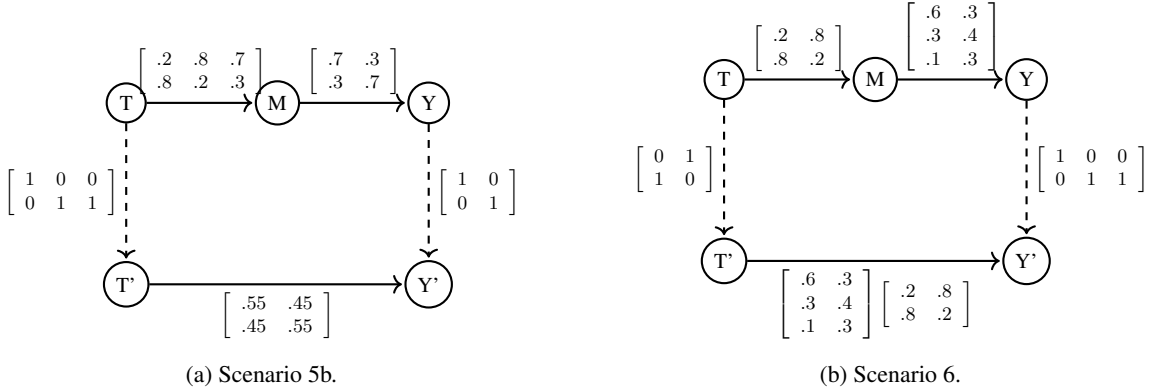 [ .2 .8 .7
.8 .2 .3 ]
[ .7 .3
.3 .7 ]
T M Y
[ 1 0 0
0 1 1 ]
[ 1 0
0 1 ]
T' Y'
[ .55 .45
.45 .55 ]
(a) Scenario 5b.
[ .2 .8
.8 .2 ]
[ .6 .3
.3 .4
.1 .3 ]
T M Y
[ 0 1
1 0 ]
[ 1 0 0
0 1 1 ]
T' Y'
[ .6 .3
.3 .4
.1 .3 ]
[ .2 .8
.8 .2 ]
(b) Scenario 6.